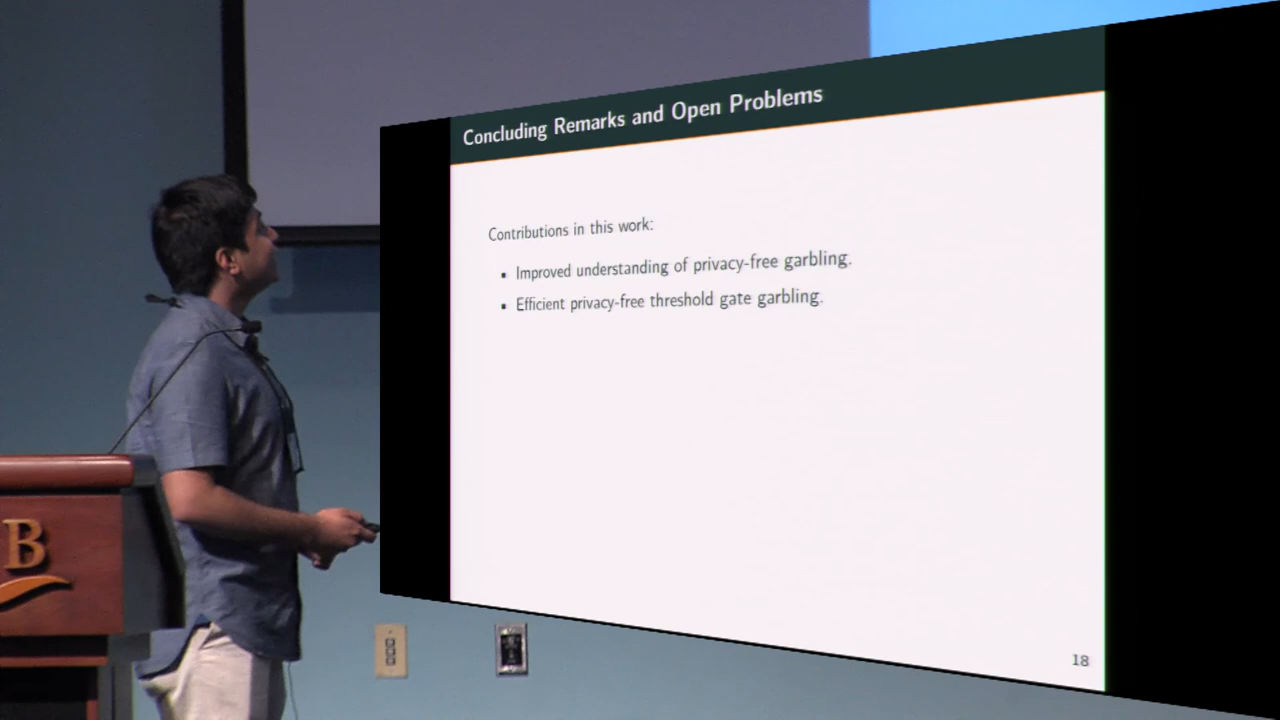 Concluding Remarks and Open Problems
Contributions in this work:
▪ Improved understanding of privacy-free garbling.
▪ Efficient privacy-free threshold gate garbling.
18
B